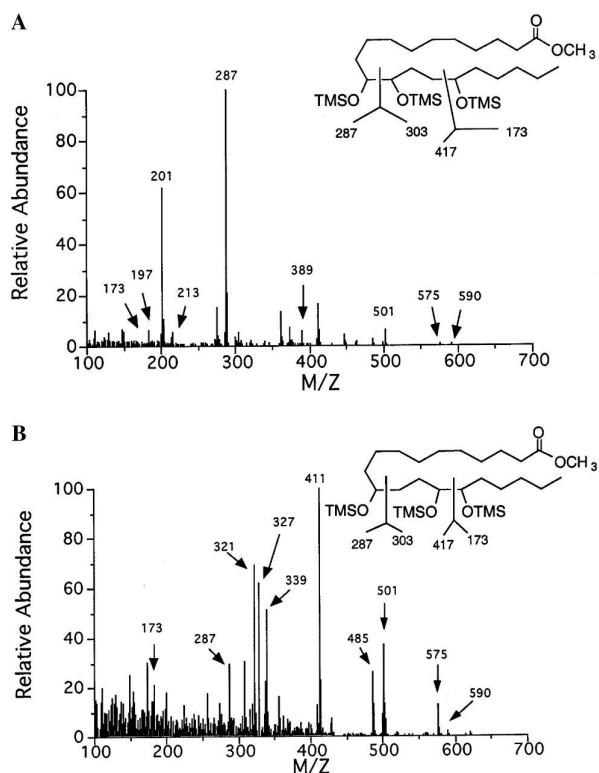 A
O
OCH3
TMSO OTMS OTMS
287 303 173
417
Relative Abundance
100
80
60
40
20
0
287
201
173
197
213
389
501
575
590
100 200 300 400 500 600 700
M/Z
B
O
OCH3
TMSO TMSO OTMS
287 303 417 173
Relative Abundance
100
80
60
40
20
0
411
321
327
339
173
287
485
501
575
590
100 200 300 400 500 600 700
M/Z